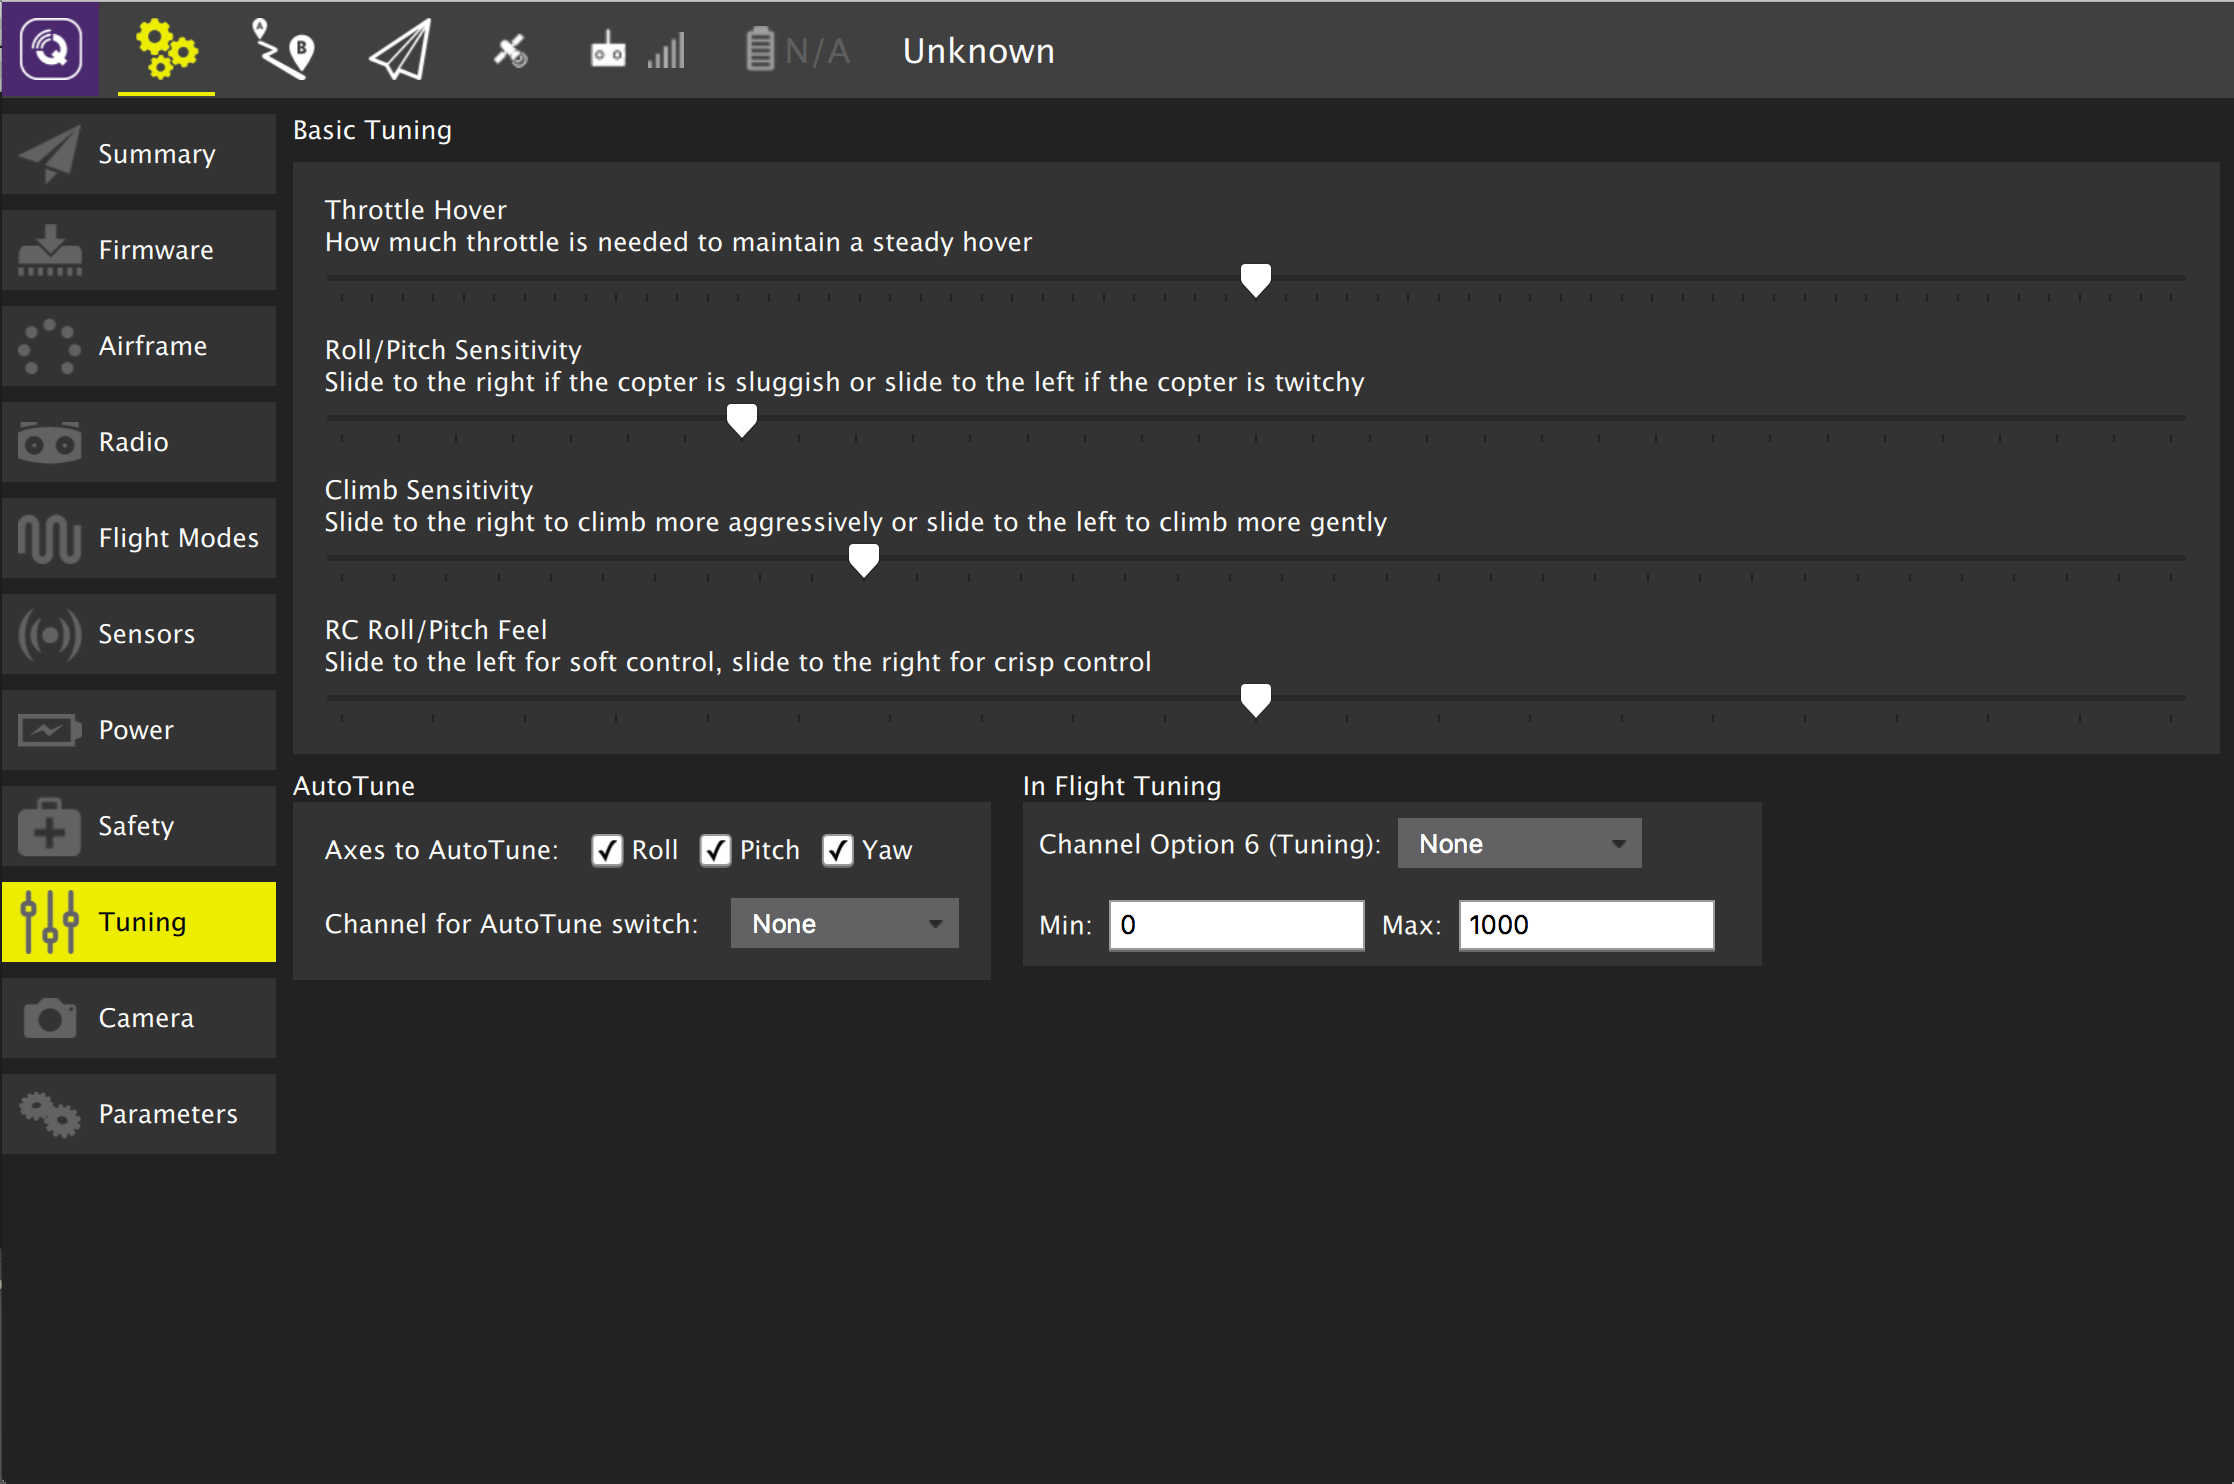 N/A Unknown
Summary
Firmware
Airframe
Radio
Flight Modes
Sensors
Power
Safety
Tuning
Camera
Parameters
Basic Tuning
Throttle Hover
How much throttle is needed to maintain a steady hover
Roll/Pitch Sensitivity
Slide to the right if the copter is sluggish or slide to the left if the copter is twitchy
Climb Sensitivity
Slide to the right to climb more aggressively or slide to the left to climb more gently
RC Roll/Pitch Feel
Slide to the left for soft control, slide to the right for crisp control
AutoTune
Axes to AutoTune: Roll Pitch Yaw
Channel for AutoTune switch: None
In Flight Tuning
Channel Option 6 (Tuning): None
Min: 0 Max: 1000